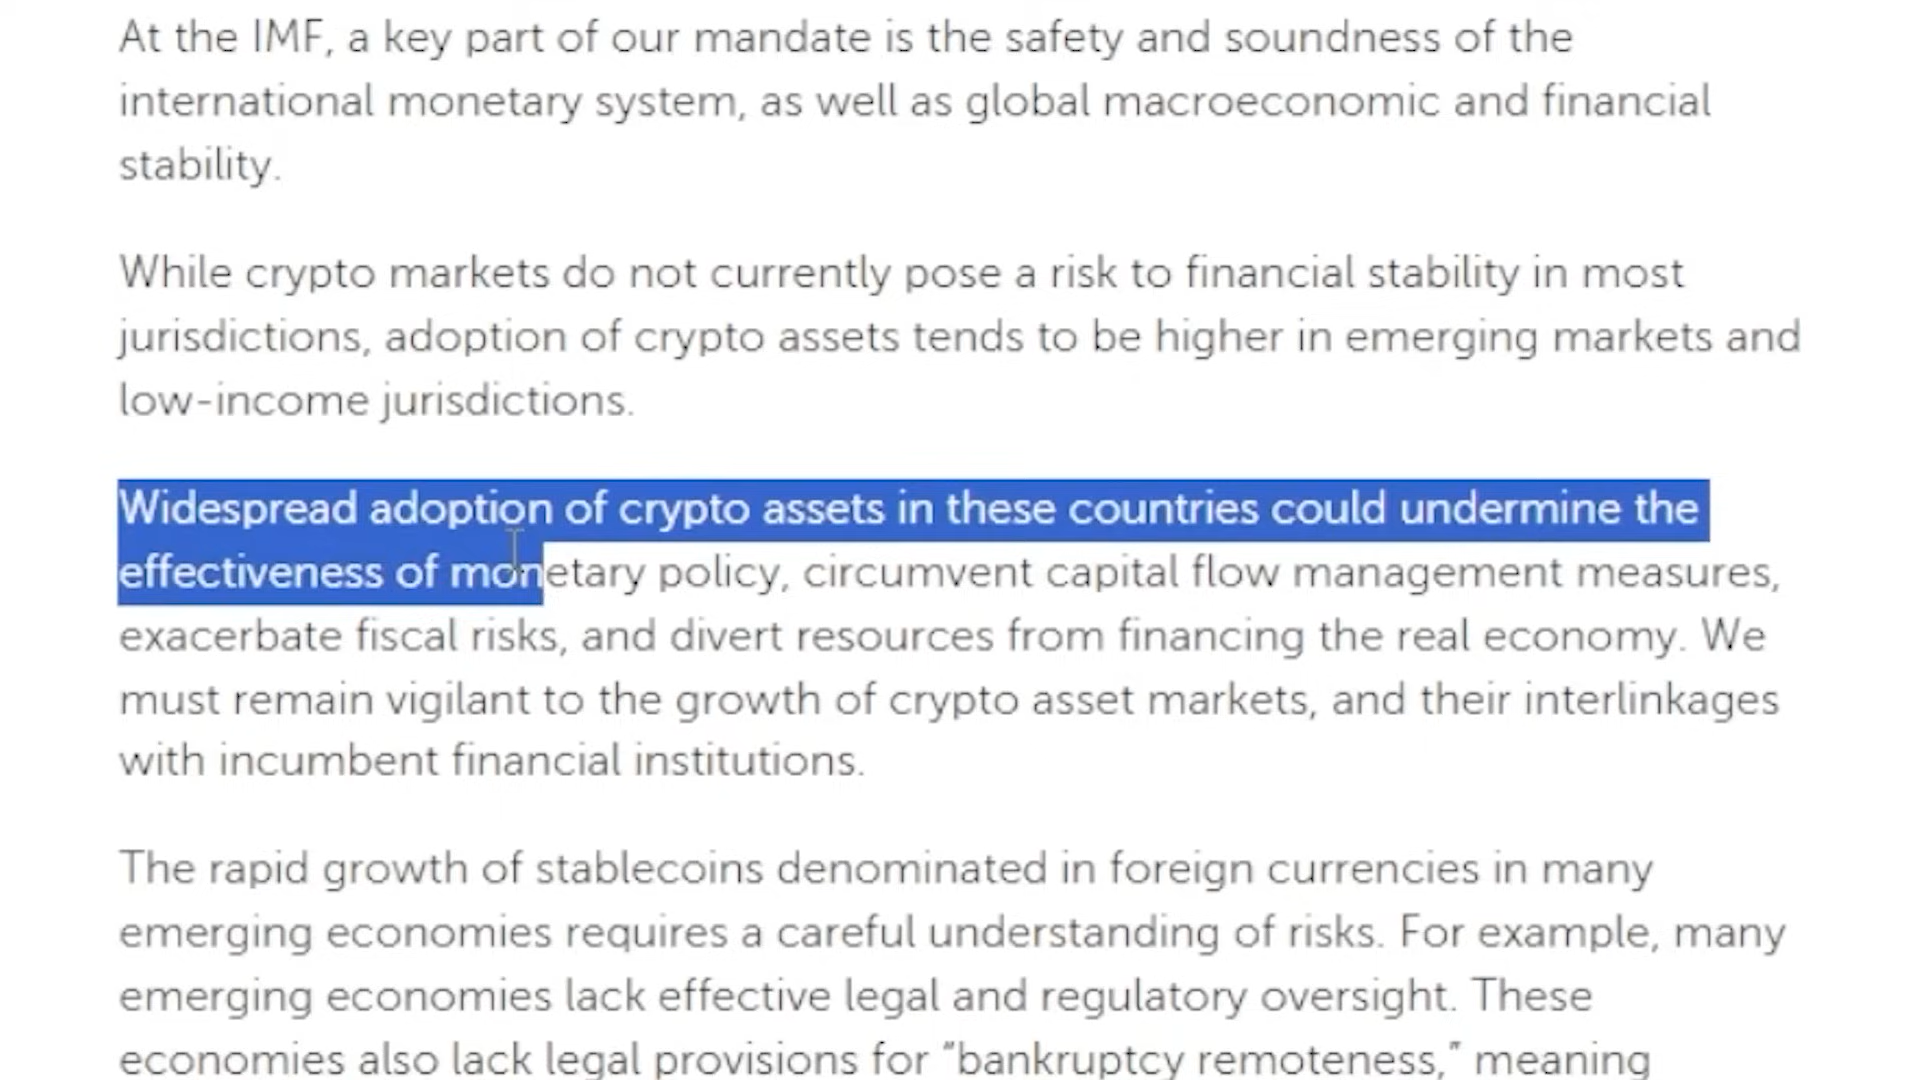 At the IMF, a key part of our mandate is the safety and soundness of the
international monetary system, as well as global macroeconomic and financial
stability.
While crypto markets do not currently pose a risk to financial stability in most
jurisdictions, adoption of crypto assets tends to be higher in emerging markets and
low-income jurisdictions.
Widespread adoption of crypto assets in these countries could undermine the
effectiveness of monetary policy, circumvent capital flow management measures,
exacerbate fiscal risks, and divert resources from financing the real economy. We
must remain vigilant to the growth of crypto asset markets, and their interlinkages
with incumbent financial institutions.
The rapid growth of stablecoins denominated in foreign currencies in many
emerging economies requires a careful understanding of risks. For example, many
emerging economies lack effective legal and regulatory oversight. These
economies also lack legal provisions for “bankruptcy remoteness,” meaning